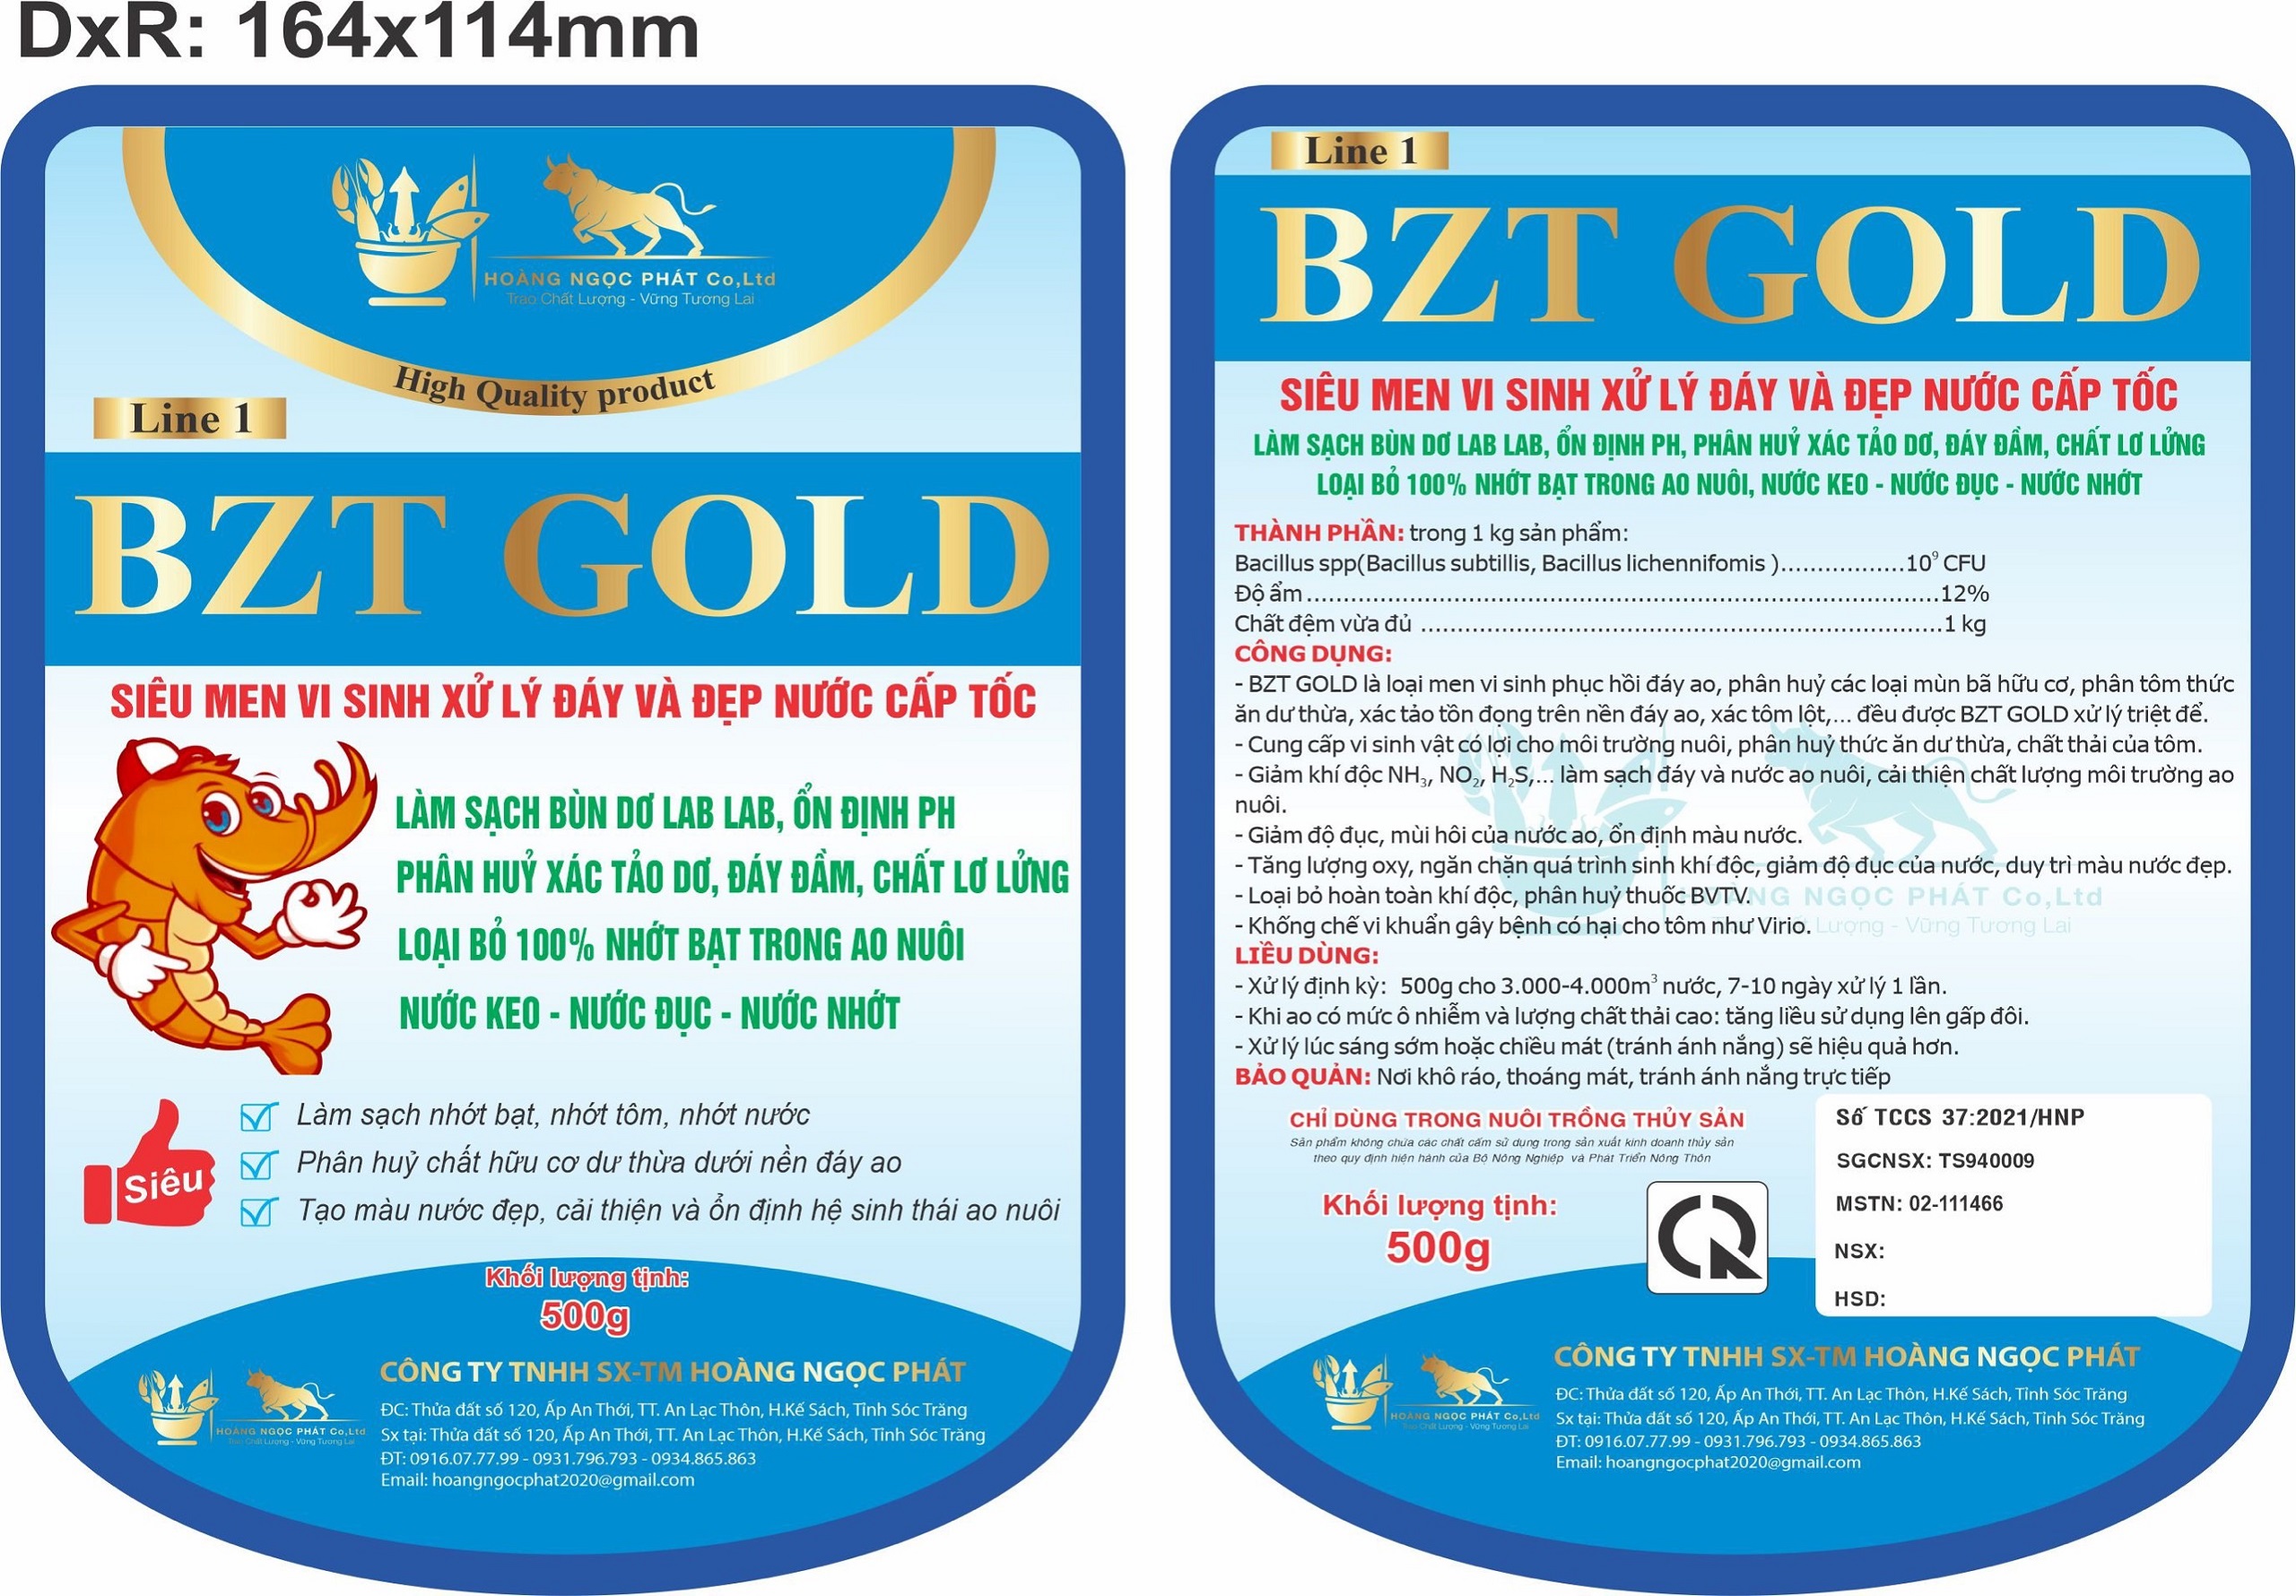 DxR: 164x114mm
HOÀNG NGỌC PHÁT Co,Ltd
Trao Chất Lượng - Vững Tương Lai
High Quality product
Line 1
BZT GOLD
SIÊU MEN VI SINH XỬ LÝ ĐÁY VÀ ĐẸP NƯỚC CẤP TỐC
LÀM SẠCH BÙN DƠ LAB LAB, ỔN ĐỊNH PH
PHÂN HUỶ XÁC TẢO DƠ, ĐÁY ĐẦM, CHẤT LƠ LỬNG
LOẠI BỎ 100% NHỚT BẠT TRONG AO NUÔI
NƯỚC KEO - NƯỚC ĐỤC - NƯỚC NHỚT
Siêu
Làm sạch nhớt bạt, nhớt tôm, nhớt nước
Phân huỷ chất hữu cơ dư thừa dưới nền đáy ao
Tạo màu nước đẹp, cải thiện và ổn định hệ sinh thái ao nuôi
Khối lượng tịnh:
500g
HOÀNG NGỌC PHÁT Co,Ltd
Trao Chất Lượng - Vững Tương Lai
CÔNG TY TNHH SX-TM HOÀNG NGỌC PHÁT
ĐC: Thửa đất số 120, Ấp An Thới, TT. An Lạc Thôn, H.Kế Sách, Tỉnh Sóc Trăng
Sx tại: Thửa đất số 120, Ấp An Thới, TT. An Lạc Thôn, H.Kế Sách, Tỉnh Sóc Trăng
ĐT: 0916.07.77.99 - 0931.796.793 - 0934.865.863
Email: hoangngocphat2020@gmail.com
Line 1
BZT GOLD
SIÊU MEN VI SINH XỬ LÝ ĐÁY VÀ ĐẸP NƯỚC CẤP TỐC
LÀM SẠCH BÙN DƠ LAB LAB, ỔN ĐỊNH PH, PHÂN HUỶ XÁC TẢO DƠ, ĐÁY ĐẦM, CHẤT LƠ LỬNG
LOẠI BỎ 100% NHỚT BẠT TRONG AO NUÔI, NƯỚC KEO - NƯỚC ĐỤC - NƯỚC NHỚT
THÀNH PHẦN: trong 1 kg sản phẩm:
Bacillus spp(Bacillus subtillis, Bacillus lichennifomis ).................10⁹ CFU
Độ ẩm......................................................................................12%
Chất đệm vừa đủ .......................................................................1 kg
CÔNG DỤNG:
- BZT GOLD là loại men vi sinh phục hồi đáy ao, phân huỷ các loại mùn bã hữu cơ, phân tôm thức
ăn dư thừa, xác tảo tồn đọng trên nền đáy ao, xác tôm lột,... đều được BZT GOLD xử lý triệt để.
- Cung cấp vi sinh vật có lợi cho môi trường nuôi, phân huỷ thức ăn dư thừa, chất thải của tôm.
- Giảm khí độc NH₃, NO₂, H₂S,... làm sạch đáy và nước ao nuôi, cải thiện chất lượng môi trường ao
nuôi.
- Giảm độ đục, mùi hôi của nước ao, ổn định màu nước.
- Tăng lượng oxy, ngăn chặn quá trình sinh khí độc, giảm độ đục của nước, duy trì màu nước đẹp.
- Loại bỏ hoàn toàn khí độc, phân huỷ thuốc BVTV.
- Khống chế vi khuẩn gây bệnh có hại cho tôm như Virio.
HOÀNG NGỌC PHÁT Co,Ltd
Trao Chất Lượng - Vững Tương Lai
LIỀU DÙNG:
- Xử lý định kỳ: 500g cho 3.000-4.000m³ nước, 7-10 ngày xử lý 1 lần.
- Khi ao có mức ô nhiễm và lượng chất thải cao: tăng liều sử dụng lên gấp đôi.
- Xử lý lúc sáng sớm hoặc chiều mát (tránh ánh nắng) sẽ hiệu quả hơn.
BẢO QUẢN: Nơi khô ráo, thoáng mát, tránh ánh nắng trực tiếp
CHỈ DÙNG TRONG NUÔI TRỒNG THỦY SẢN
Sản phẩm không chứa các chất cấm sử dụng trong sản xuất kinh doanh thủy sản
theo quy định hiện hành của Bộ Nông Nghiệp và Phát Triển Nông Thôn
Khối lượng tịnh:
500g
Số TCCS 37:2021/HNP
SGCNSX: TS940009
MSTN: 02-111466
NSX:
HSD:
HOÀNG NGỌC PHÁT Co,Ltd
Trao Chất Lượng - Vững Tương Lai
CÔNG TY TNHH SX-TM HOÀNG NGỌC PHÁT
ĐC: Thửa đất số 120, Ấp An Thới, TT. An Lạc Thôn, H.Kế Sách, Tỉnh Sóc Trăng
Sx tại: Thửa đất số 120, Ấp An Thới, TT. An Lạc Thôn, H.Kế Sách, Tỉnh Sóc Trăng
ĐT: 0916.07.77.99 - 0931.796.793 - 0934.865.863
Email: hoangngocphat2020@gmail.com